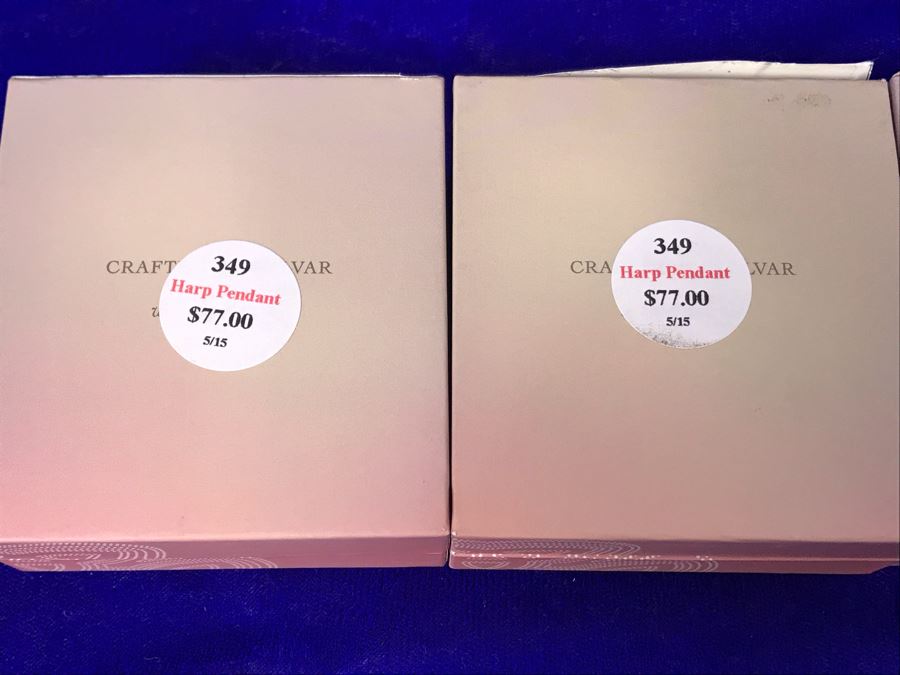 CRAFT VAR
349
Harp Pendant
$77.00
5/15
CRA LVAR
349
Harp Pendant
$77.00
5/15